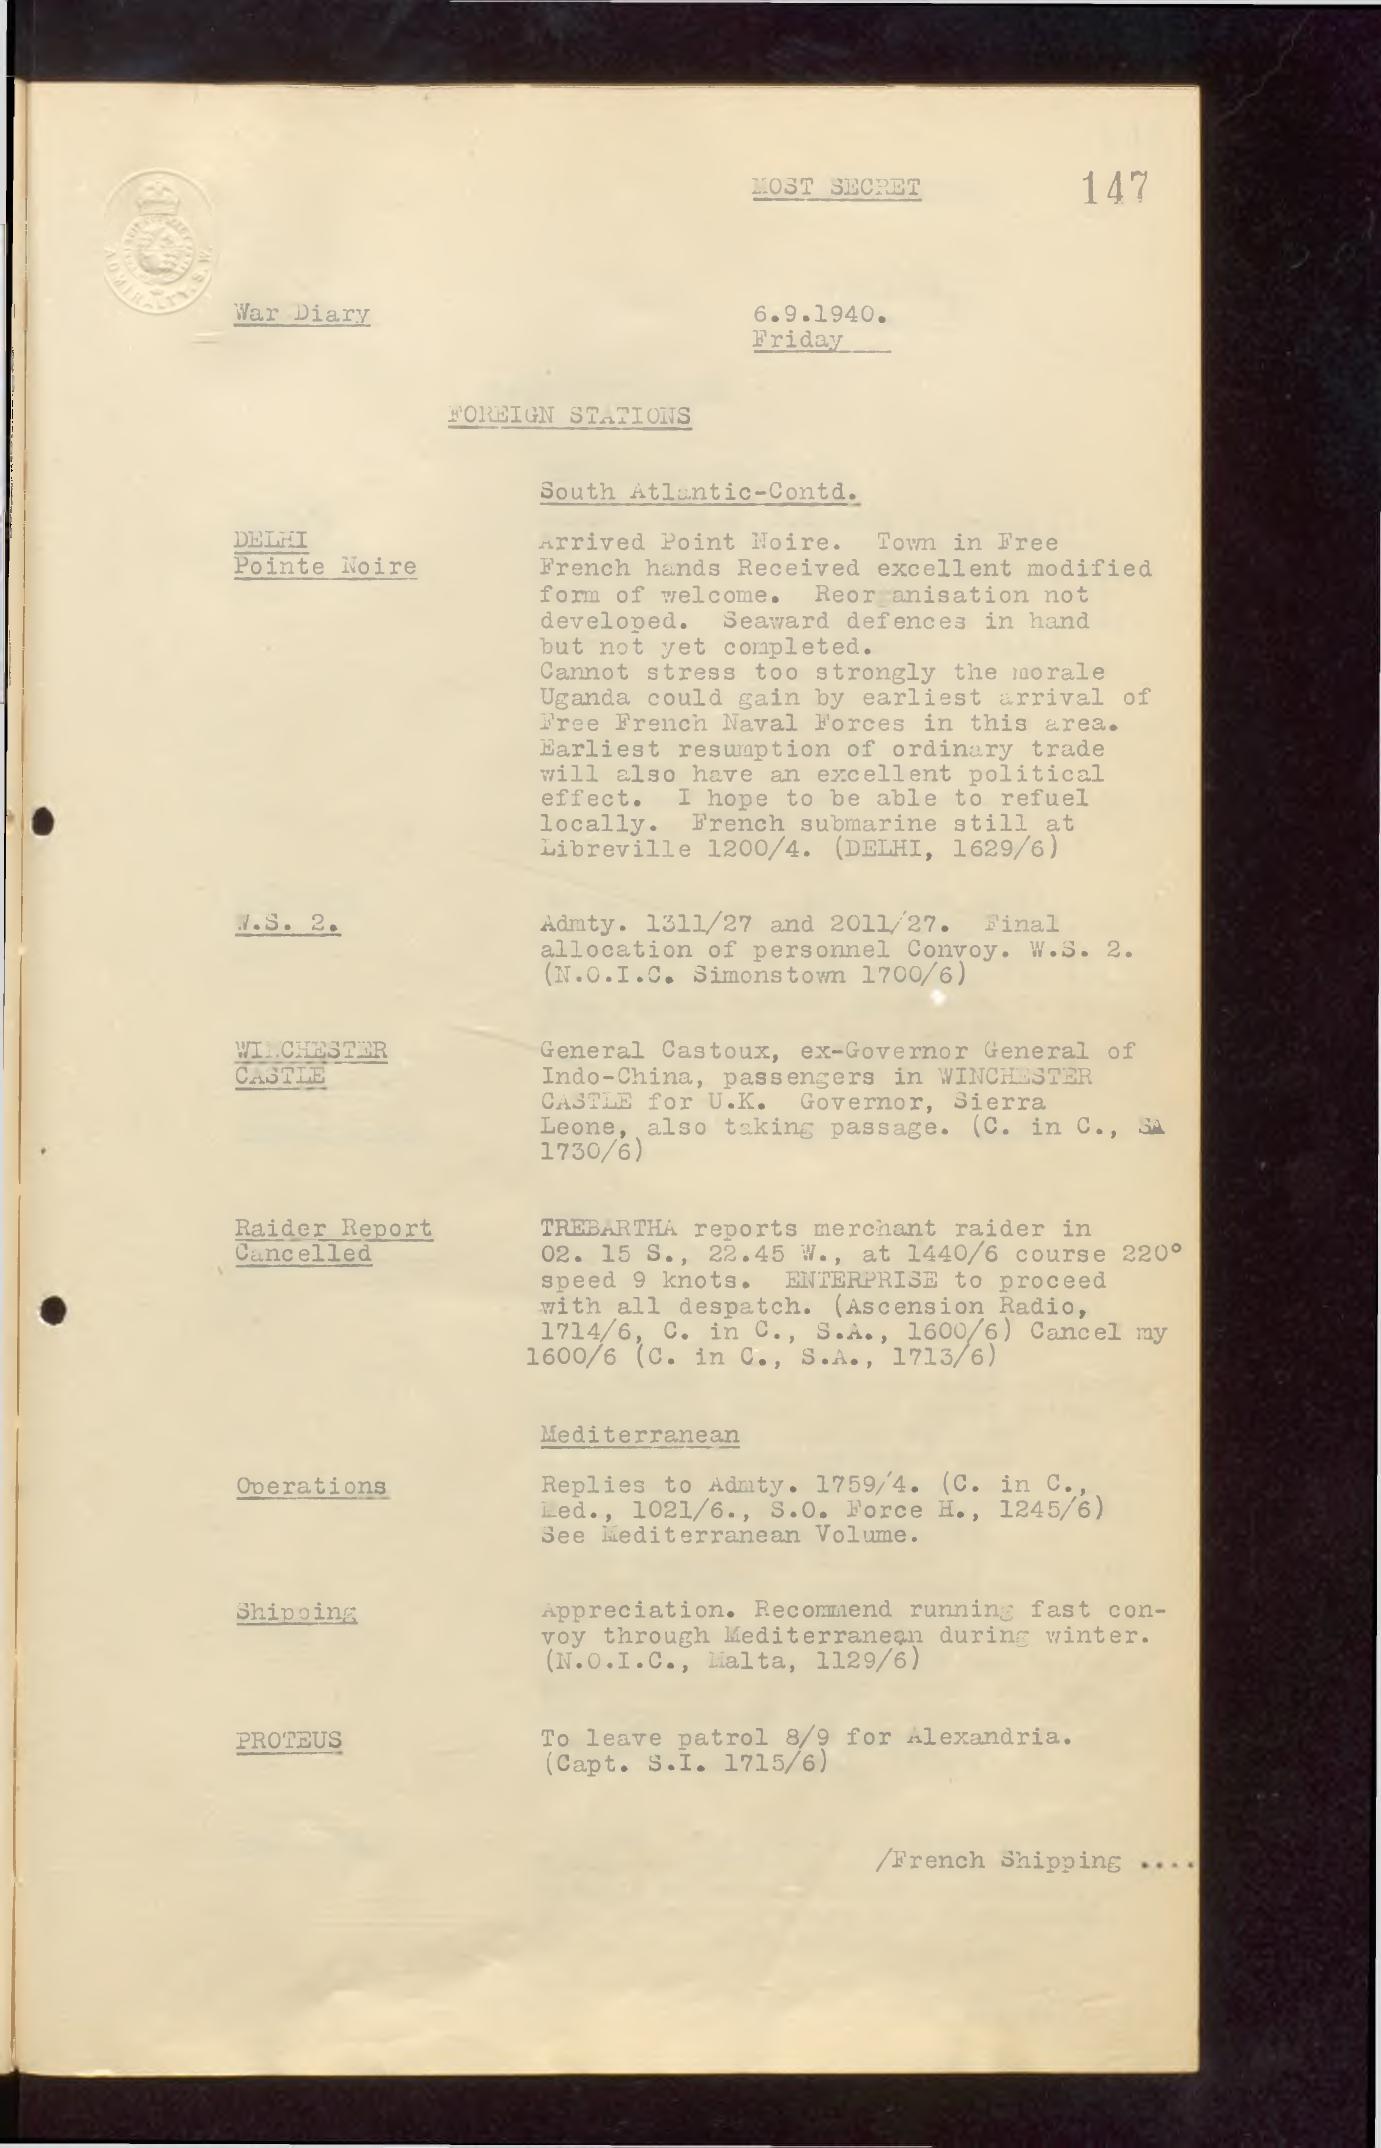 MOST SECRET
147
ADMIRALTY. S.W.
War Diary
6.9.1940.
Friday
FOREIGN STATIONS
South Atlantic-Contd.
DELHI
Pointe Noire
Arrived Point Noire. Town in Free
French hands Received excellent modified
form of welcome. Reorganisation not
developed. Seaward defences in hand
but not yet completed.
Cannot stress too strongly the morale
Uganda could gain by earliest arrival of
Free French Naval Forces in this area.
Earliest resumption of ordinary trade
will also have an excellent political
effect. I hope to be able to refuel
locally. French submarine still at
Libreville 1200/4. (DELHI, 1629/6)
W.S. 2.
Admty. 1311/27 and 2011/27. Final
allocation of personnel Convoy. W.S. 2.
(N.O.I.C. Simonstown 1700/6)
WINCHESTER
CASTLE
General Castoux, ex-Governor General of
Indo-China, passengers in WINCHESTER
CASTLE for U.K. Governor, Sierra
Leone, also taking passage. (C. in C., SA
1730/6)
Raider Report
Cancelled
TREBARTHA reports merchant raider in
02. 15 S., 22.45 W., at 1440/6 course 220°
speed 9 knots. ENTERPRISE to proceed
with all despatch. (Ascension Radio,
1714/6, C. in C., S.A., 1600/6) Cancel my
1600/6 (C. in C., S.A., 1713/6)
Mediterranean
Operations
Replies to Admty. 1759/4. (C. in C.,
Med., 1021/6., S.O. Force H., 1245/6)
See Mediterranean Volume.
Shipping
Appreciation. Recommend running fast con-
voy through Mediterranean during winter.
(N.O.I.C., Malta, 1129/6)
PROTEUS
To leave patrol 8/9 for Alexandria.
(Capt. S.I. 1715/6)
/French Shipping ....